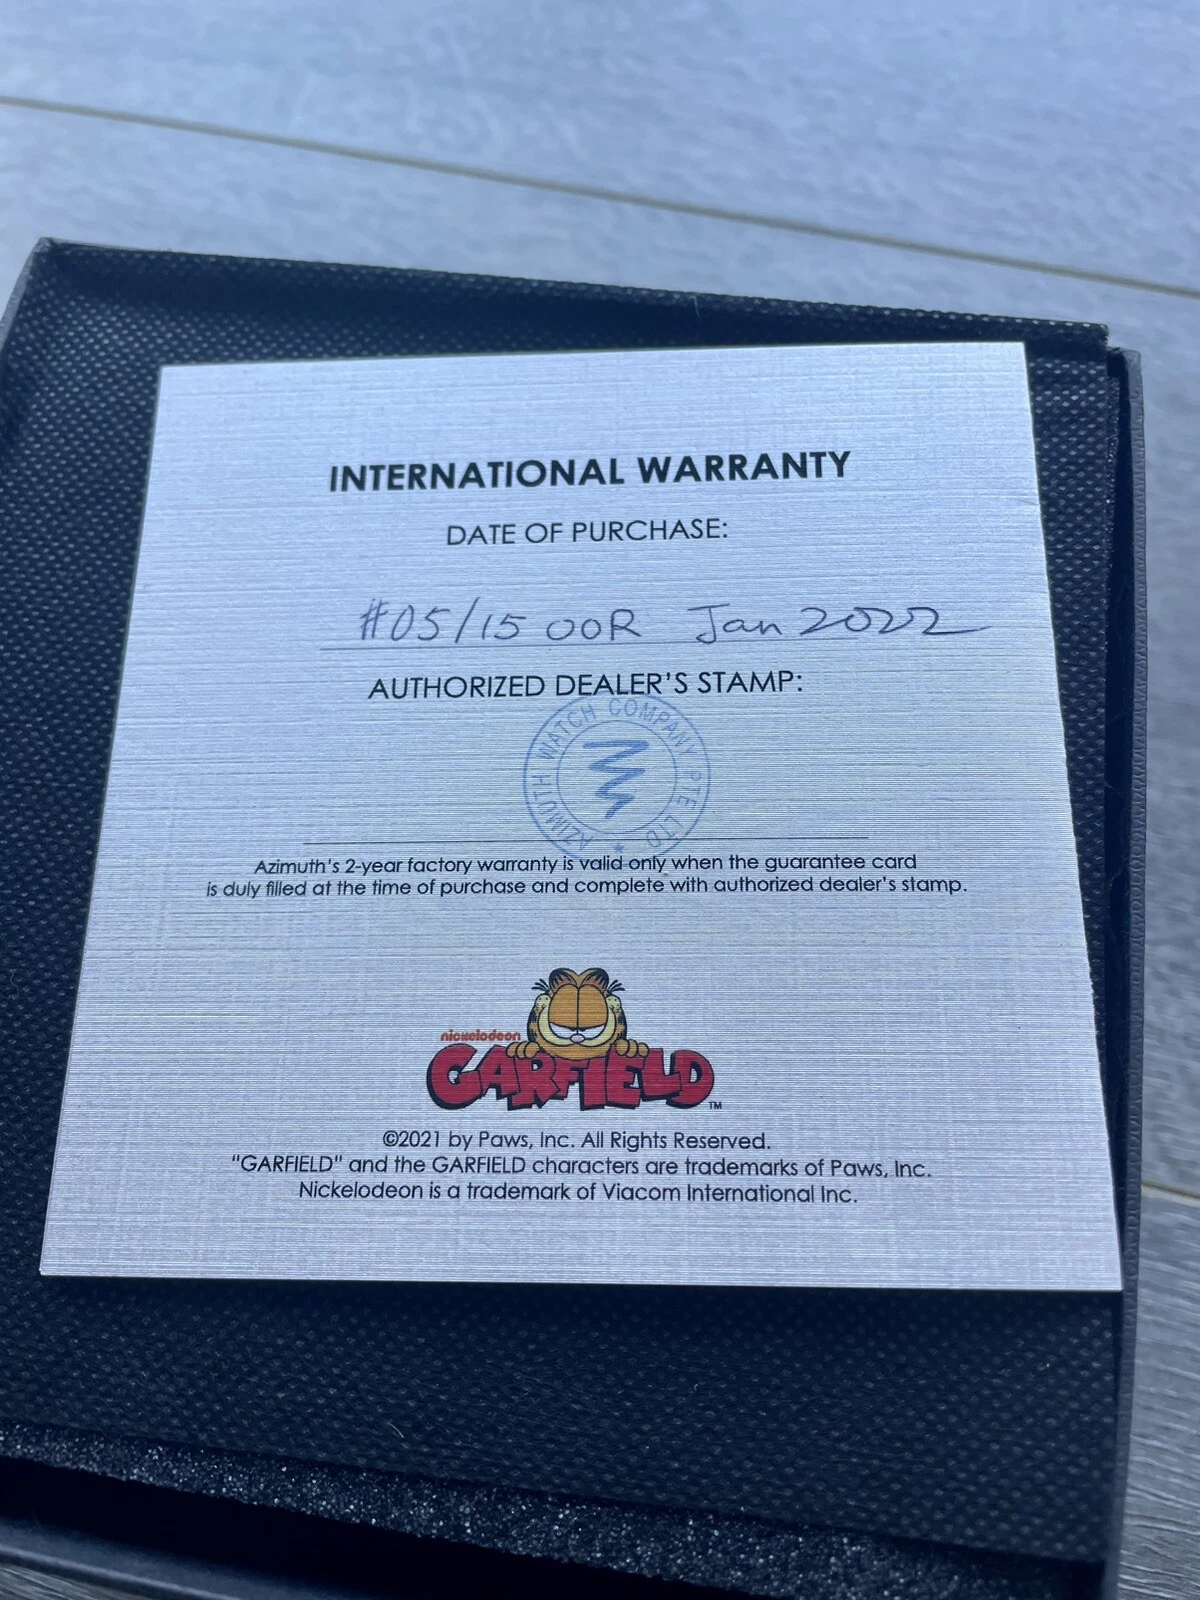 INTERNATIONAL WARRANTY
DATE OF PURCHASE:
#05/15 OOR Jan 2022
AUTHORIZED DEALER'S STAMP:
AZIMUTH WATCH COMPANY PTE LTD
Azimuth's 2-year factory warranty is valid only when the guarantee card
is duly filled at the time of purchase and complete with authorized dealer's stamp.
nickelodeon
GARFIELD™
©2021 by Paws, Inc. All Rights Reserved.
"GARFIELD" and the GARFIELD characters are trademarks of Paws, Inc.
Nickelodeon is a trademark of Viacom International Inc.